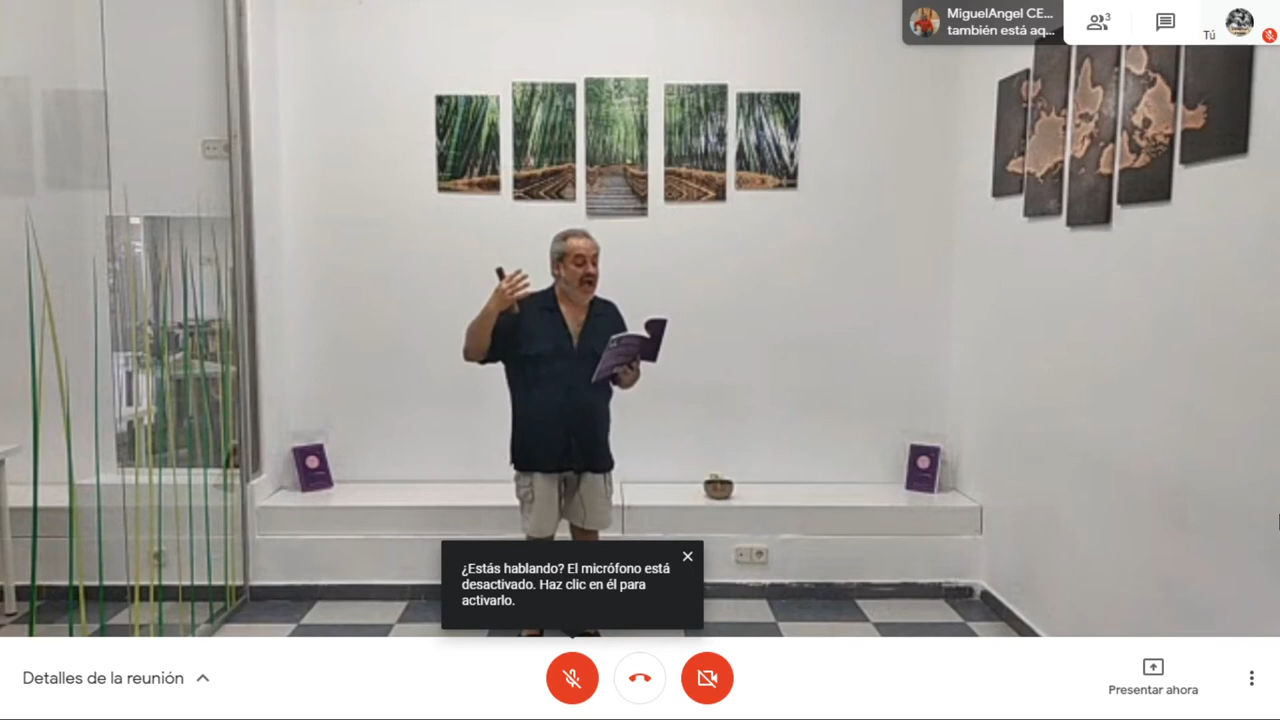 MiguelAngel CE...
también está aq...
3
Tú
¿Estás hablando? El micrófono está
desactivado. Haz clic en él para
activarlo.
Detalles de la reunión
Presentar ahora